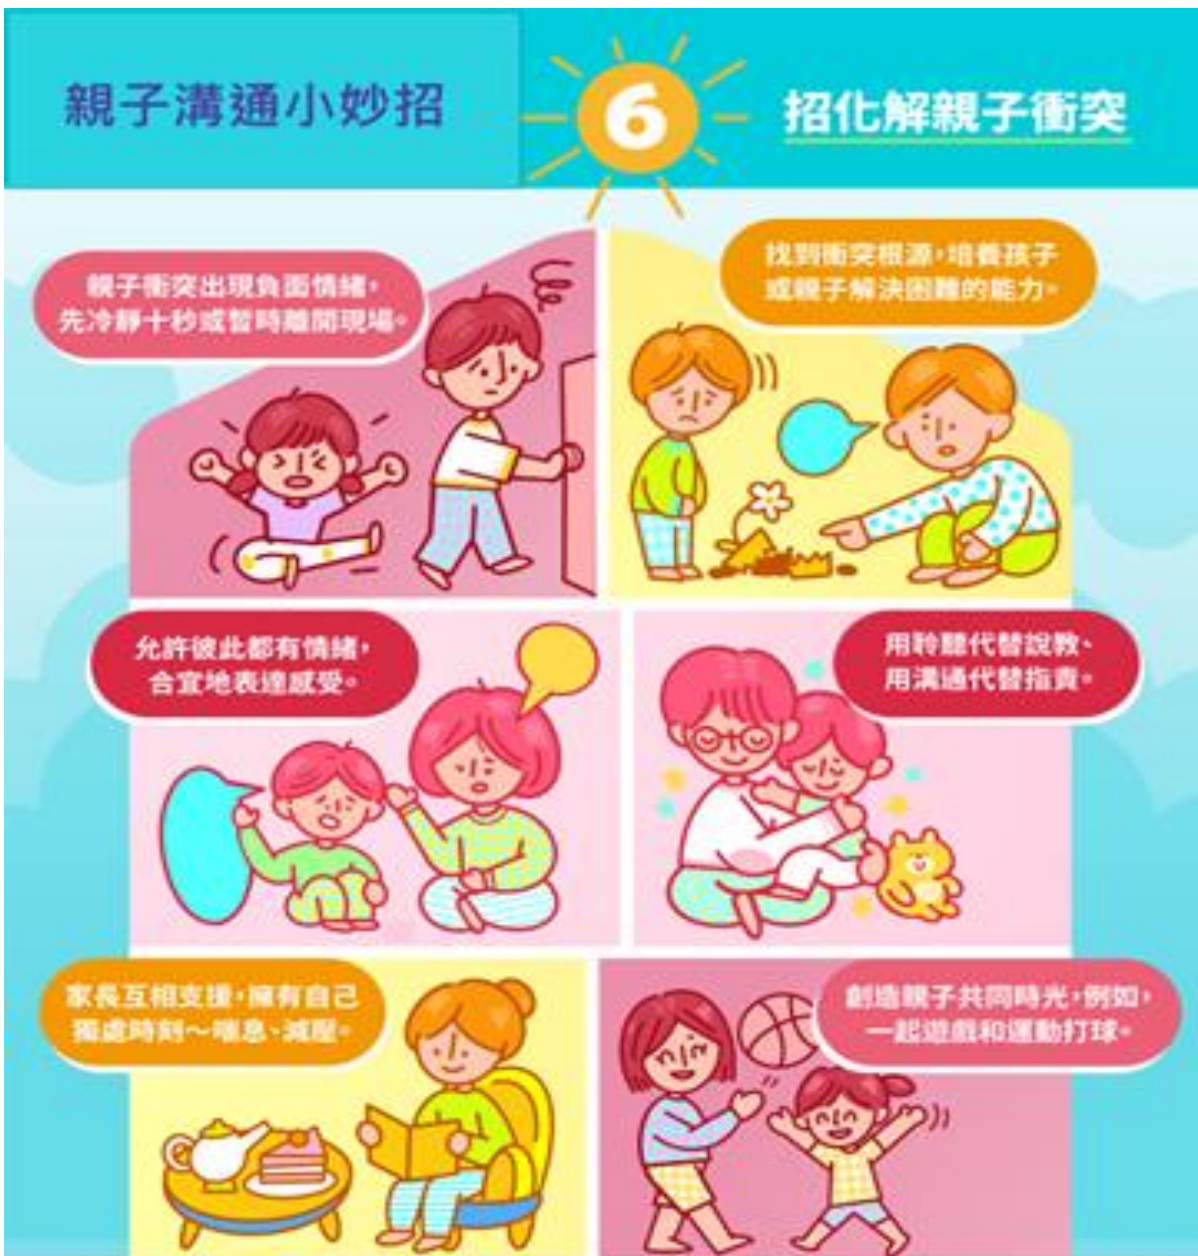 親子溝通小妙招
6
招化解親子衝突
親子衝突出現負面情緒,
先冷靜十秒或暫時離開現場。
找到衝突根源,培養孩子
或親子解決困難的能力。
允許彼此都有情緒,
合宜地表達感受。
用聆聽代替說教、
用溝通代替指責。
家長互相支援,擁有自己
獨處時刻~喘息、減壓。
創造親子共同時光,例如,
一起遊戲和運動打球。